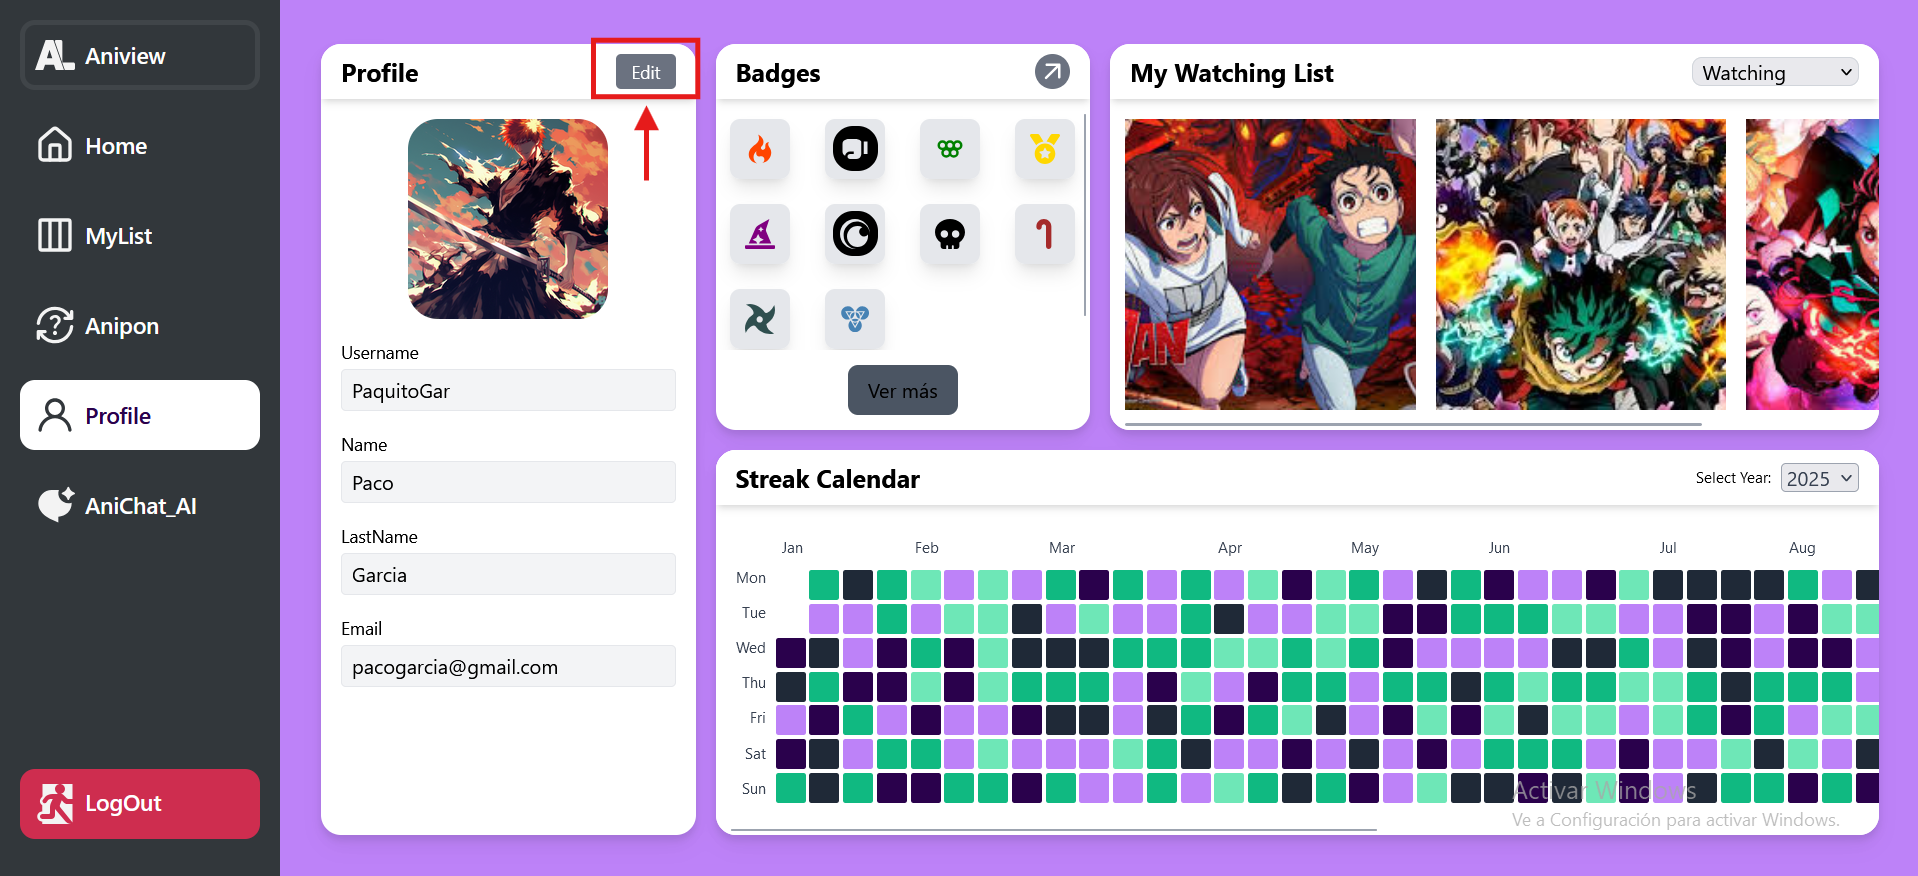 AL Aniview
Home
MyList
Anipon
Profile
AniChat_AI
LogOut
Profile
Edit
Username
PaquitoGar
Name
Paco
LastName
Garcia
Email
pacogarcia@gmail.com
Badges
Ver más
My Watching List
Watching
MAN
Streak Calendar
Select Year:
2025
Jan Feb Mar Apr May Jun Jul Aug
Mon
Tue
Wed
Thu
Fri
Sat
Sun
Activar Windows
Ve a Configuración para activar Windows.